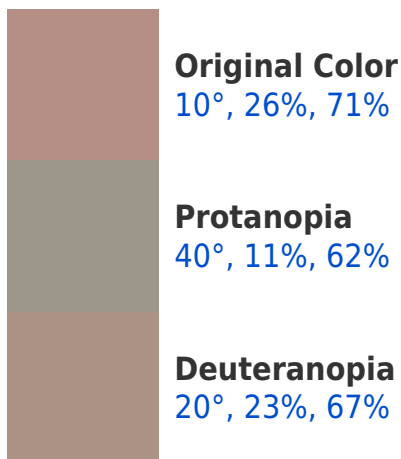 Original Color
10°, 26%, 71%
Protanopia
40°, 11%, 62%
Deuteranopia
20°, 23%, 67%